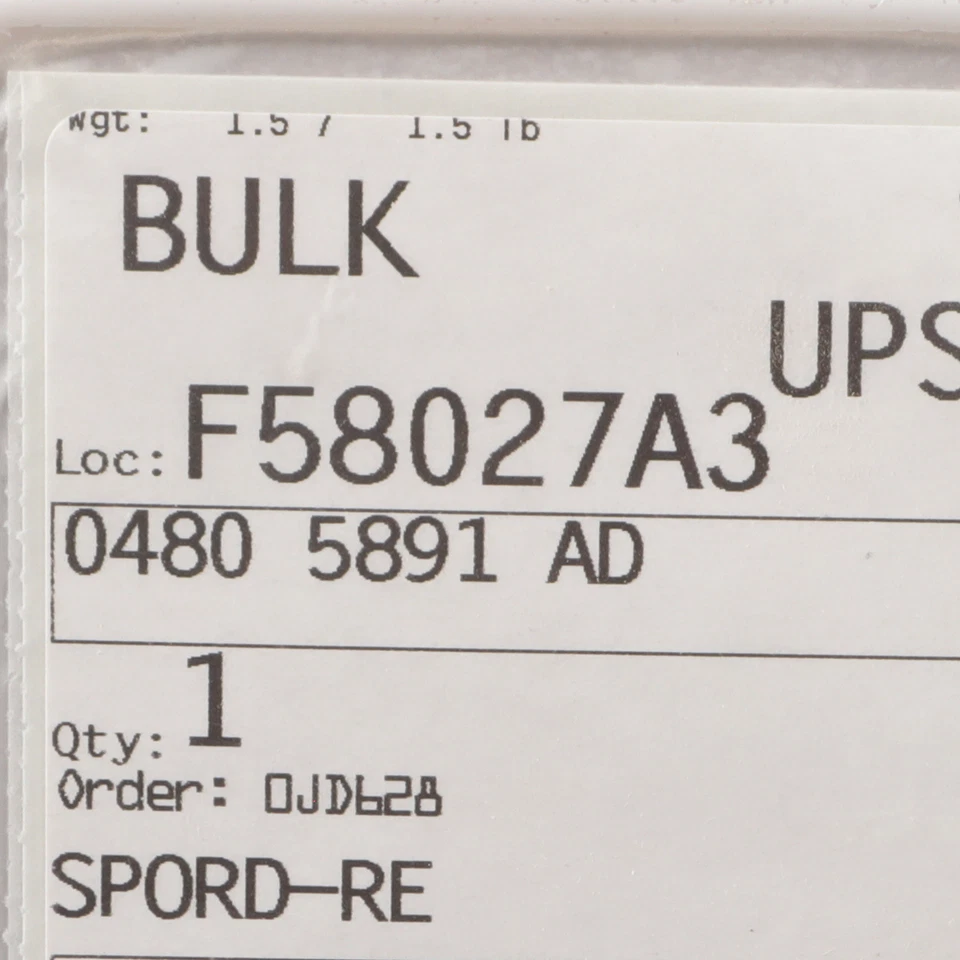 Wgt: 1.5 / 1.5 lb
BULK
UPS
Loc: F58027A3
0480 5891 AD
Qty: 1
Order: 0JD628
SPORD-RE